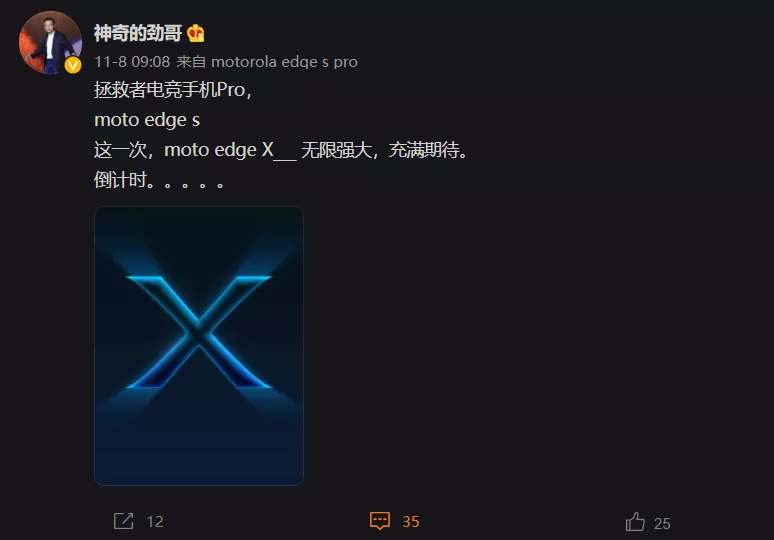 神奇的劲哥
11-8 09:08 来自 motorola edge s pro
拯救者电竞手机Pro，
moto edge s
这一次，moto edge X___ 无限强大，充满期待。
倒计时。。。。。
X
12
35
25